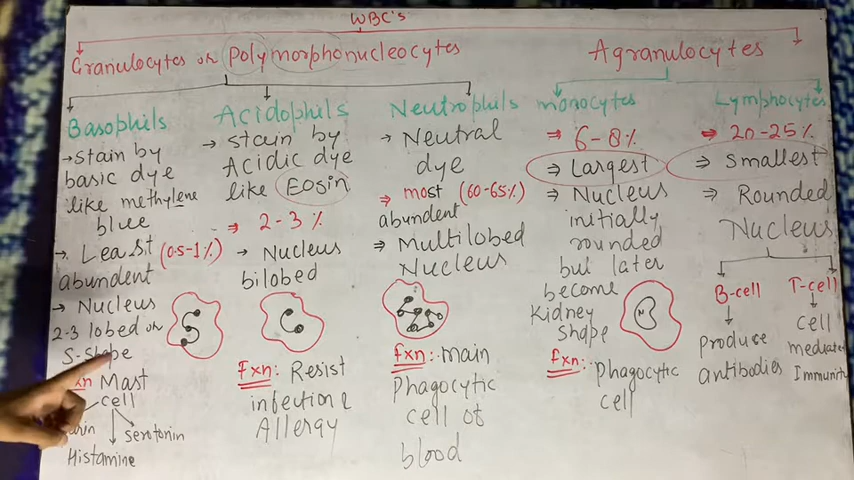 WBC's
Granulocytes or Polymorphonucleocytes
Agranulocytes
Basophils
→ stain by
basic dye
like methylene
blue
→ Least (0.5-1%)
abundent
→ Nucleus
2-3 lobed or
S-shape
Mast
cell
serotonin
Histamine
Acidophils
→ stain by
Acidic dye
like Eosin
⇒ 2-3 %
→ Nucleus
bilobed
fxn: Resist
infection &
Allergy
Neutrophils
→ Neutral
dye
⇒ most (60-65%)
abundent
⇒ Multilobed
Nucleus
fxn: main
Phagocytic
cell of
blood
monocytes
⇒ 6-8%
⇒ Largest
⇒ Nucleus
initially
rounded
but later
become
Kidney
shape
N
fxn: Phagocytic
cell
Lymphocytes
⇒ 20-25%
⇒ Smallest
⇒ Rounded
Nucleus
B-cell
produce
antibodies
T-cell
cell
mediated
Immunity